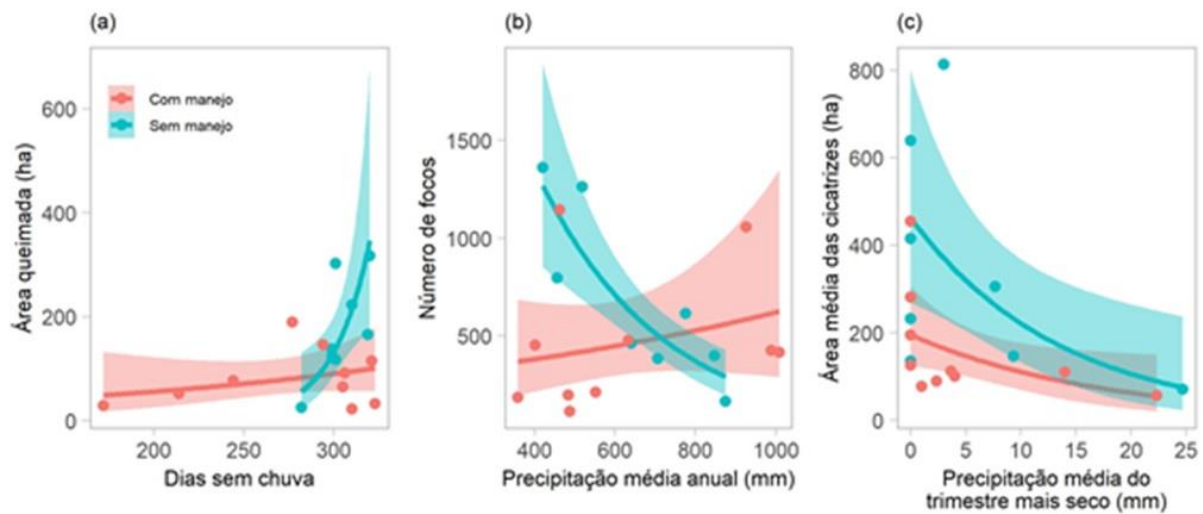 (a)
Área queimada (ha)
600
400
200
0
Com manejo
Sem manejo
200
250
300
Dias sem chuva
(b)
Número de focos
1500
1000
500
400
600
800
1000
Precipitação média anual (mm)
(c)
Área média das cicatrizes (ha)
800
600
400
200
0
0
5
10
15
20
25
Precipitação média do
trimestre mais seco (mm)